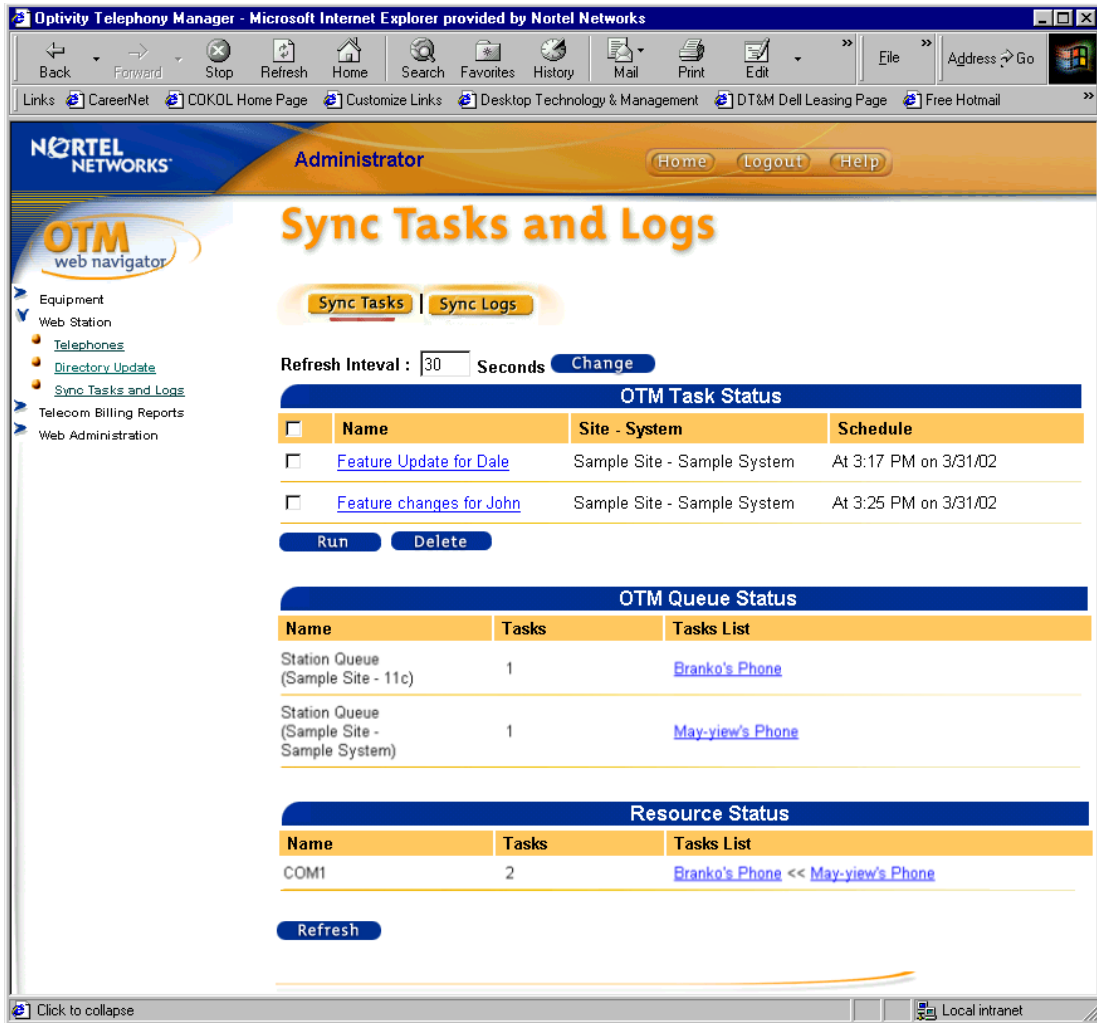 Optivity Telephony Manager - Microsoft Internet Explorer provided by Nortel Networks
Back Forward Stop Refresh Home Search Favorites History Mail Print Edit » File » Address Go
Links CareerNet COKOL Home Page Customize Links Desktop Technology & Management DT&M Dell Leasing Page Free Hotmail »
NORTEL
NETWORKS
Administrator
Home Logout Help
OTM
web navigator
Equipment
Web Station
Telephones
Directory Update
Sync Tasks and Logs
Telecom Billing Reports
Web Administration
Sync Tasks and Logs
Sync Tasks | Sync Logs
Refresh Inteval : 30 Seconds Change
OTM Task Status
Name Site - System Schedule
Feature Update for Dale Sample Site - Sample System At 3:17 PM on 3/31/02
Feature changes for John Sample Site - Sample System At 3:25 PM on 3/31/02
Run Delete
OTM Queue Status
Name Tasks Tasks List
Station Queue
(Sample Site - 11c) 1 Branko's Phone
Station Queue
(Sample Site -
Sample System) 1 May-yiew's Phone
Resource Status
Name Tasks Tasks List
COM1 2 Branko's Phone << May-yiew's Phone
Refresh
Click to collapse Local intranet